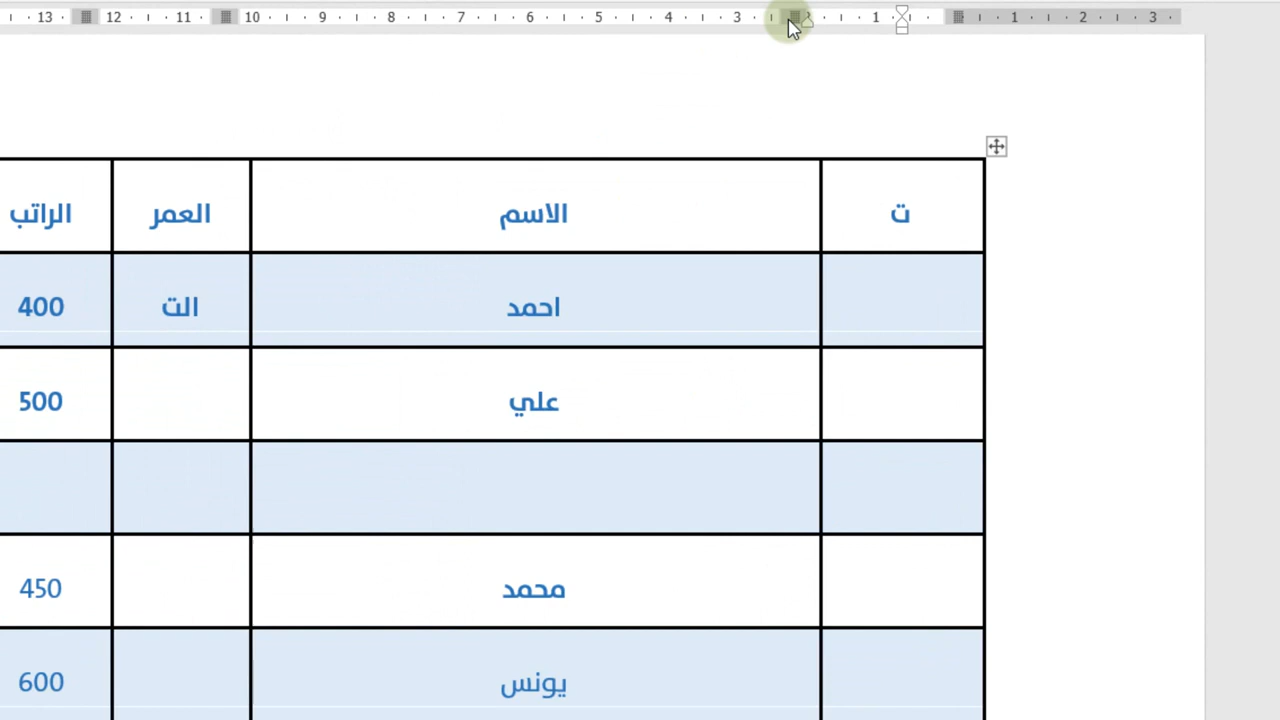 13 12 11 10 9 8 7 6 5 4 3 2 1 1 2 3
ت الاسم العمر الراتب
احمد الت 400
علي 500
محمد 450
يونس 600